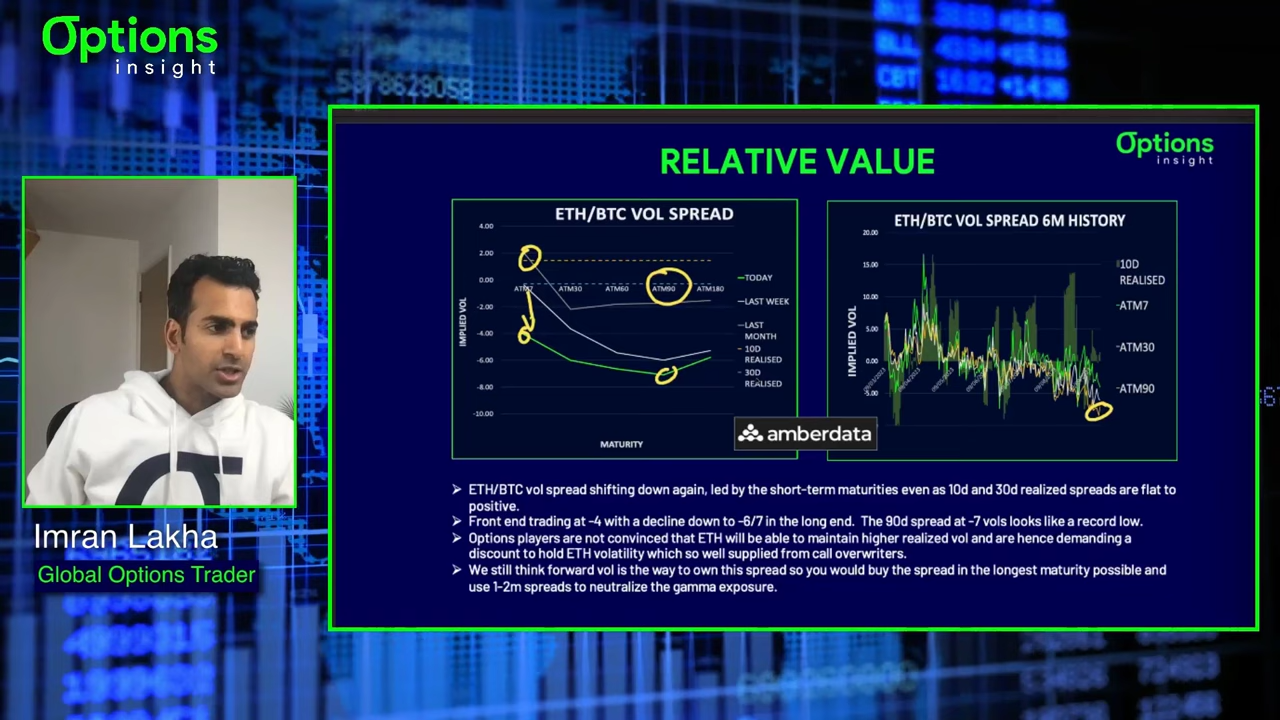 Options
insight
5378629058
CBT
RELATIVE VALUE
Options
insight
ETH/BTC VOL SPREAD
4.00
2.00
0.00
-2.00
-4.00
-6.00
-8.00
-10.00
IMPLIED VOL
ATM30
ATM60
ATM90
ATM180
MATURITY
TODAY
LAST WEEK
LAST
MONTH
10D
REALISED
30D
REALISED
ETH/BTC VOL SPREAD 6M HISTORY
20.00
15.00
10.00
5.00
0.00
-5.00
IMPLIED VOL
10D
REALISED
ATM7
ATM30
ATM90
amberdata
➢ ETH/BTC vol spread shifting down again, led by the short-term maturities even as 10d and 30d realized spreads are flat to
positive.
➢ Front end trading at -4 with a decline down to -6/7 in the long end. The 90d spread at -7 vols looks like a record low.
➢ Options players are not convinced that ETH will be able to maintain higher realized vol and are hence demanding a
discount to hold ETH volatility which so well supplied from call overwriters.
➢ We still think forward vol is the way to own this spread so you would buy the spread in the longest maturity possible and
use 1-2m spreads to neutralize the gamma exposure.
Imran Lakha
Global Options Trader